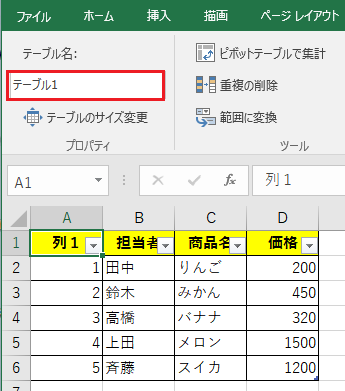 ファイル ホーム 挿入 描画 ページ レイアウト
テーブル名: ピボットテーブルで集計
テーブル1 重複の削除
テーブルのサイズ変更 範囲に変換
プロパティ ツール
A1 fx 列1
A B C D
1 列1 担当者 商品名 価格
2 1 田中 りんご 200
3 2 鈴木 みかん 450
4 3 高橋 バナナ 320
5 4 上田 メロン 1500
6 5 斉藤 スイカ 1200